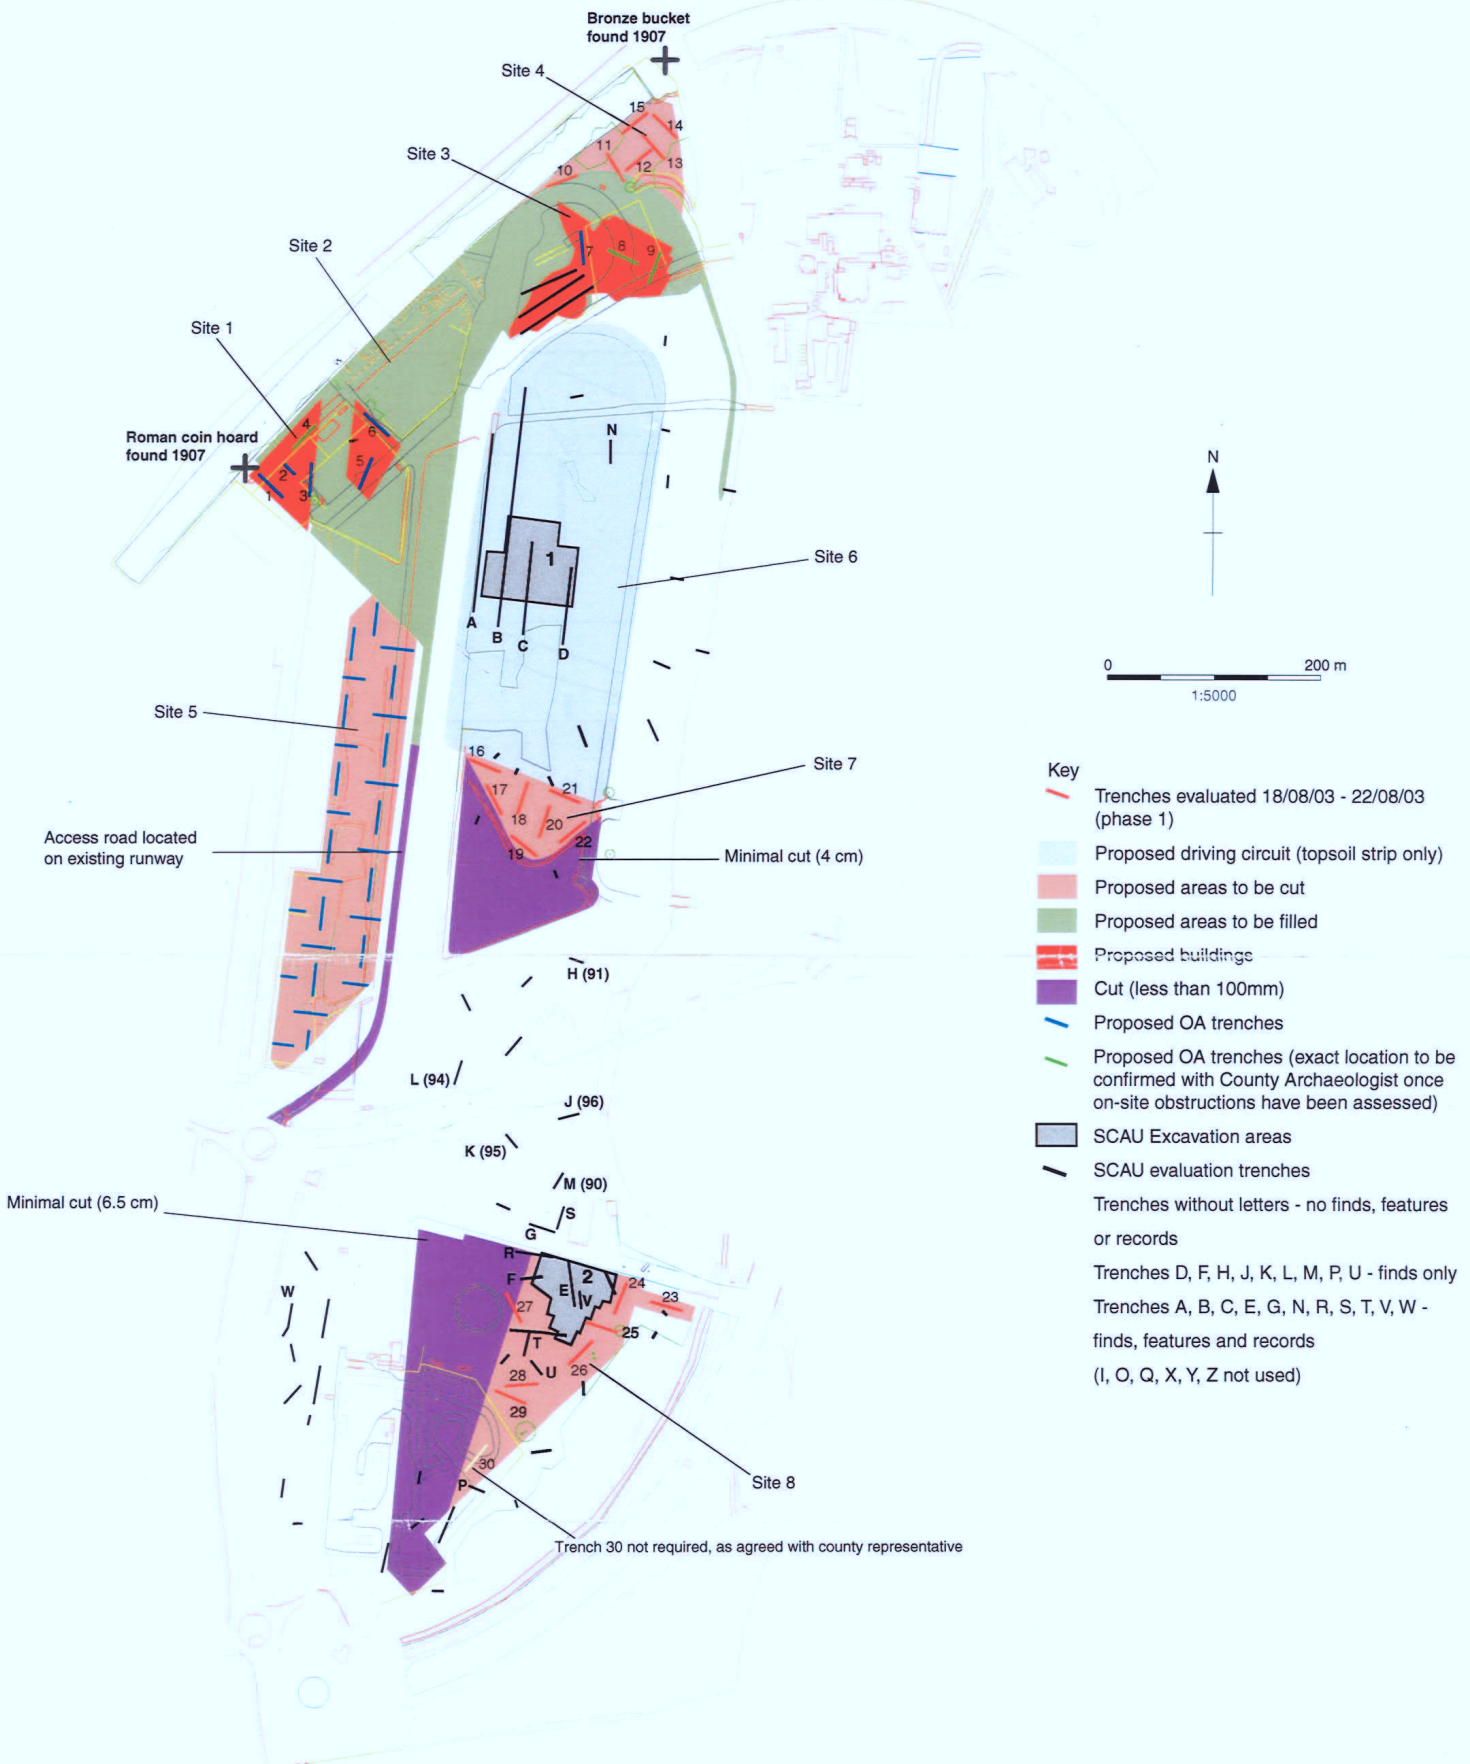 Bronze bucket
found 1907
Site 4
15
14
11
Site 3
12
13
10
Site 2
7
8
9
Site 1
4
Roman coin hoard
found 1907
6
N
2
5
1
3
N
1
Site 6
A
B
C
D
0
200 m
1:5000
Site 5
16
Site 7
17
21
18
20
19
22
Access road located
on existing runway
Minimal cut (4 cm)
Key
Trenches evaluated 18/08/03 - 22/08/03
(phase 1)
Proposed driving circuit (topsoil strip only)
Proposed areas to be cut
Proposed areas to be filled
Proposed buildings
Cut (less than 100mm)
Proposed OA trenches
Proposed OA trenches (exact location to be
confirmed with County Archaeologist once
on-site obstructions have been assessed)
SCAU Excavation areas
SCAU evaluation trenches
Trenches without letters - no finds, features
or records
Trenches D, F, H, J, K, L, M, P, U - finds only
Trenches A, B, C, E, G, N, R, S, T, V, W -
finds, features and records
(I, O, Q, X, Y, Z not used)
H (91)
L (94)
J (96)
K (95)
M (90)
Minimal cut (6.5 cm)
S
G
R
F
E
2
V
24
23
W
27
25
T
U
28
26
29
30
P
Site 8
Trench 30 not required, as agreed with county representative